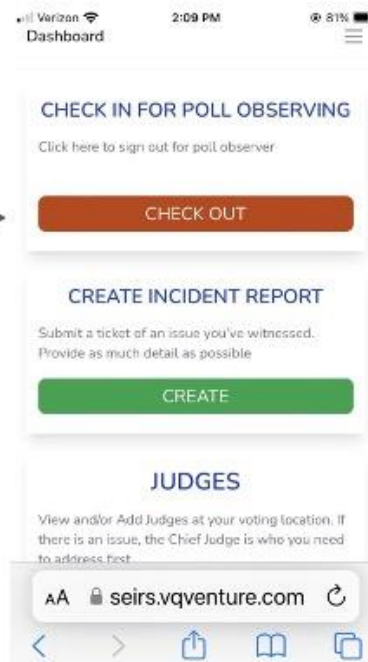 Verizon 2:09 PM 81%
Dashboard
CHECK IN FOR POLL OBSERVING
Click here to sign out for poll observer
CHECK OUT
CREATE INCIDENT REPORT
Submit a ticket of an issue you've witnessed.
Provide as much detail as possible
CREATE
JUDGES
View and/or Add Judges at your voting location. If
there is an issue, the Chief Judge is who you need
to address first
AA seirs.vqventure.com